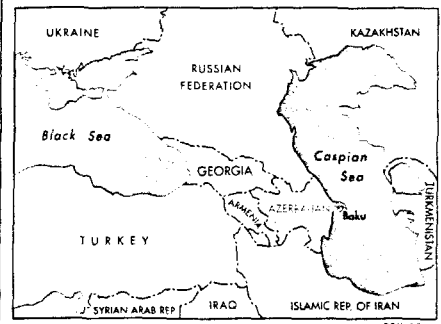 UKRAINE
KAZAKHSTAN
RUSSIAN
FEDERATION
Black Sea
Caspian
Sea
GEORGIA
ARMENIA
AZERBAIJAN
Baku
TURKMENISTAN
TURKEY
SYRIAN ARAB REP
IRAQ
ISLAMIC REP. OF IRAN